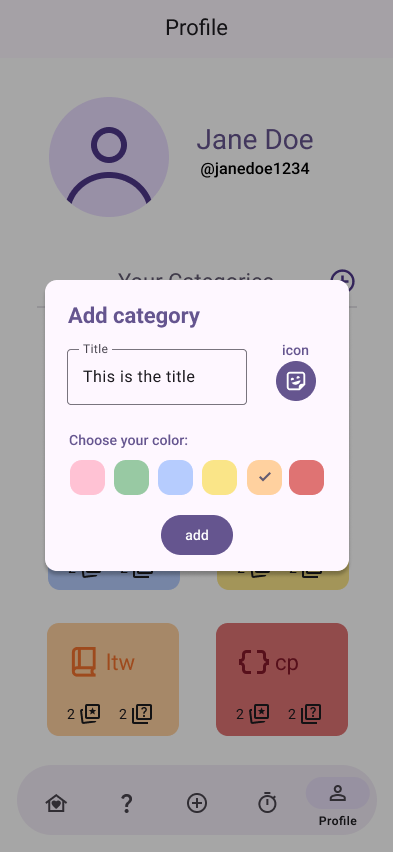 Profile
Jane Doe
@janedoe1234
Your Categories
Add category
Title
icon
This is the title
Choose your color:
add
2 2 2 2
ltw
cp
2 2 2 2
Profile